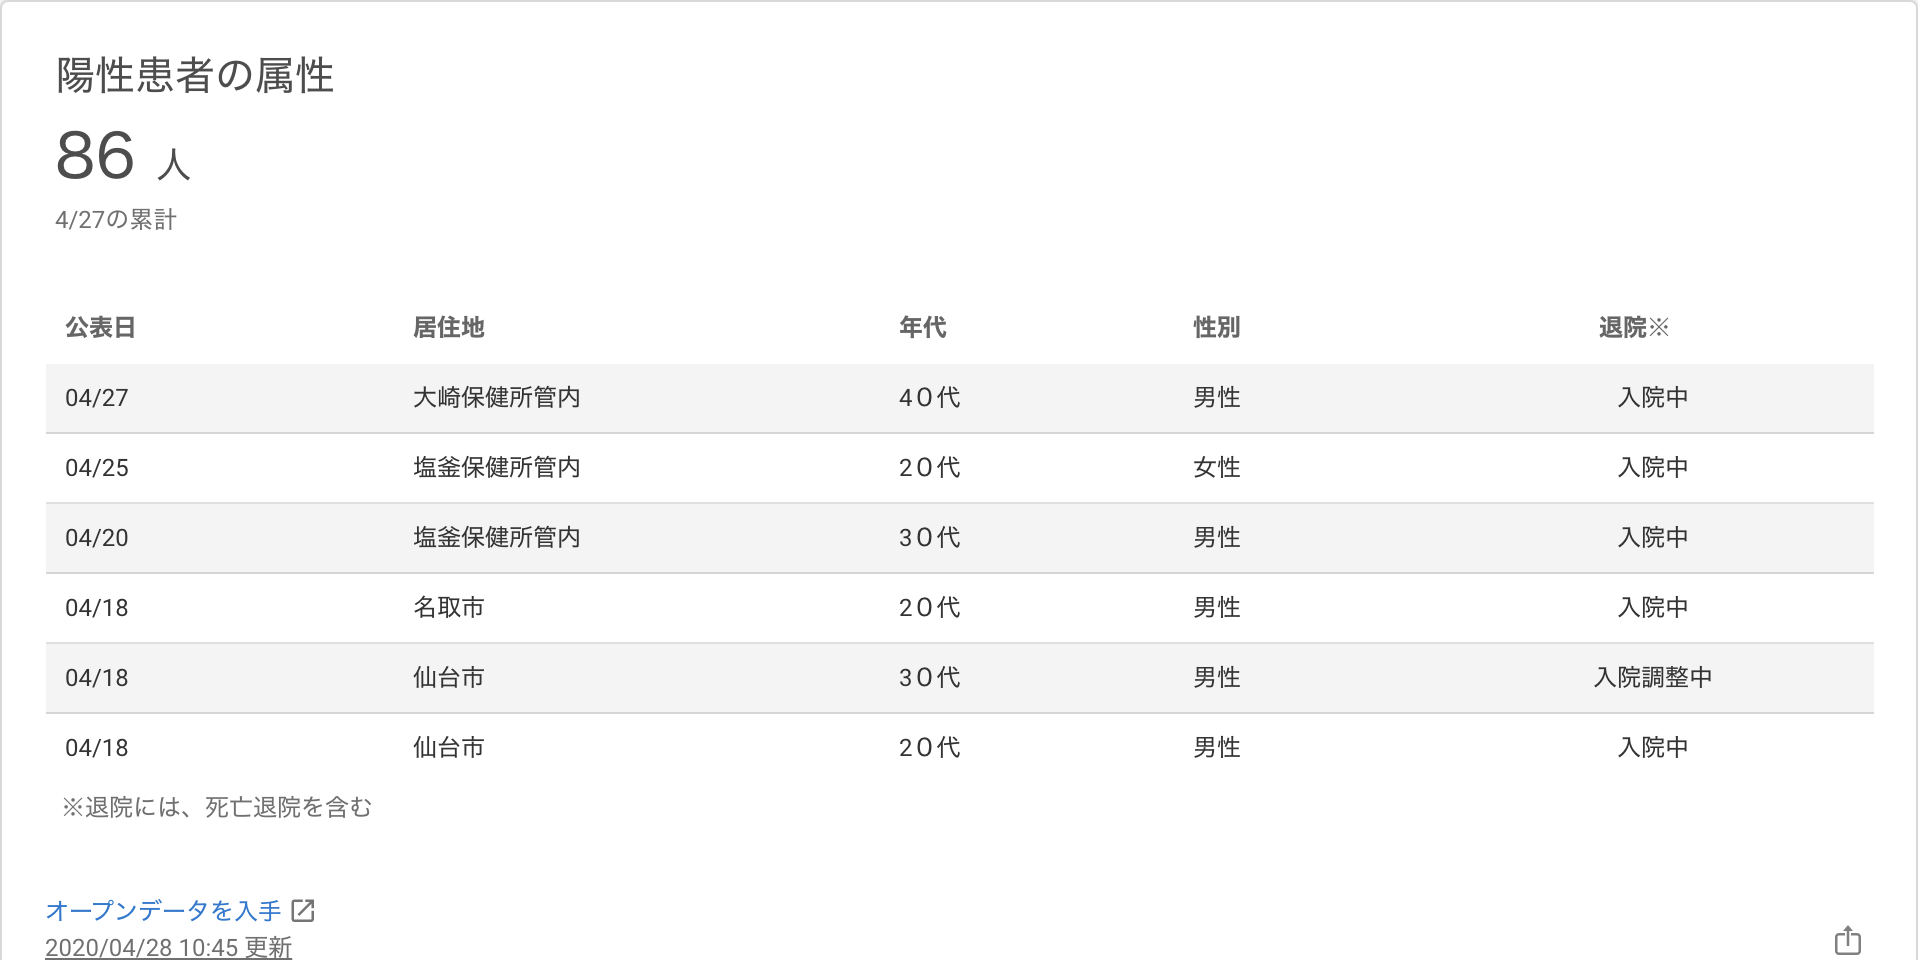 陽性患者の属性
86 人
4/27の累計
公表日 居住地 年代 性別 退院※
04/27 大崎保健所管内 4０代 男性 入院中
04/25 塩釜保健所管内 2０代 女性 入院中
04/20 塩釜保健所管内 3０代 男性 入院中
04/18 名取市 2０代 男性 入院中
04/18 仙台市 3０代 男性 入院調整中
04/18 仙台市 2０代 男性 入院中
※退院には、死亡退院を含む
オープンデータを入手
2020/04/28 10:45 更新